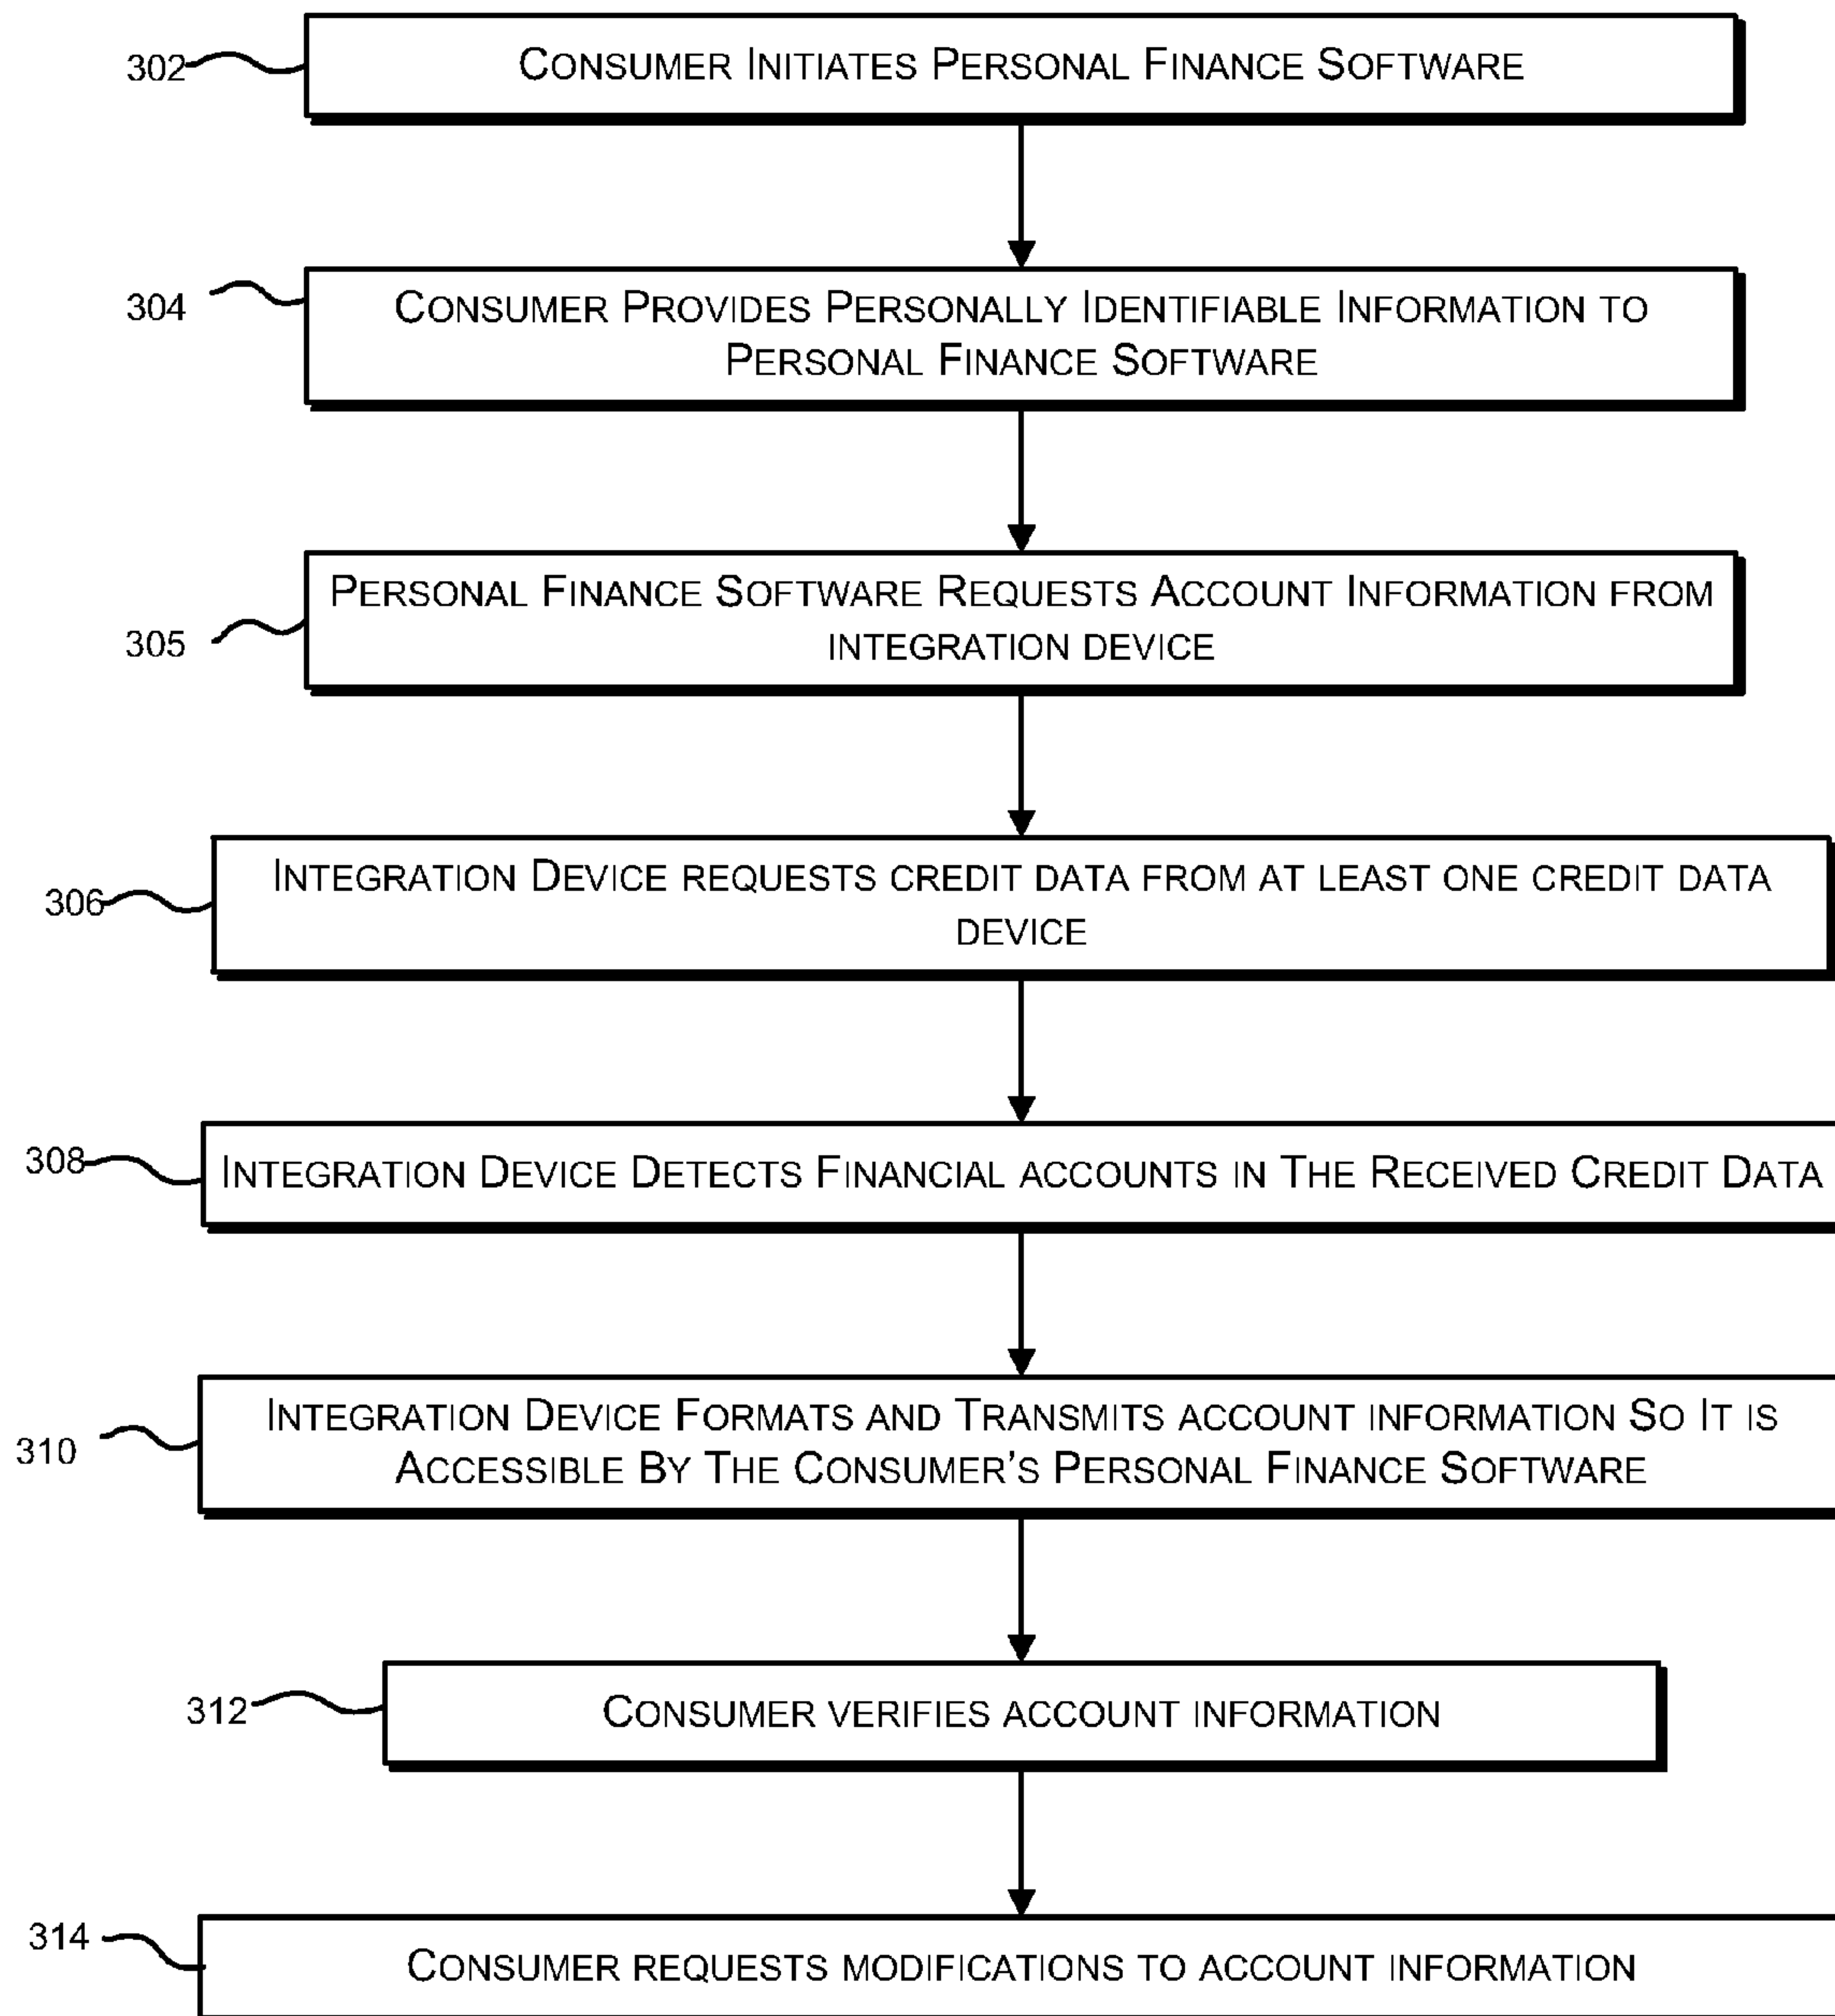 302
CONSUMER INITIATES PERSONAL FINANCE SOFTWARE
304
CONSUMER PROVIDES PERSONALLY IDENTIFIABLE INFORMATION TO
PERSONAL FINANCE SOFTWARE
305
PERSONAL FINANCE SOFTWARE REQUESTS ACCOUNT INFORMATION FROM
INTEGRATION DEVICE
306
INTEGRATION DEVICE REQUESTS CREDIT DATA FROM AT LEAST ONE CREDIT DATA
DEVICE
308
INTEGRATION DEVICE DETECTS FINANCIAL ACCOUNTS IN THE RECEIVED CREDIT DATA
310
INTEGRATION DEVICE FORMATS AND TRANSMITS ACCOUNT INFORMATION SO IT IS
ACCESSIBLE BY THE CONSUMER'S PERSONAL FINANCE SOFTWARE
312
CONSUMER VERIFIES ACCOUNT INFORMATION
314
CONSUMER REQUESTS MODIFICATIONS TO ACCOUNT INFORMATION